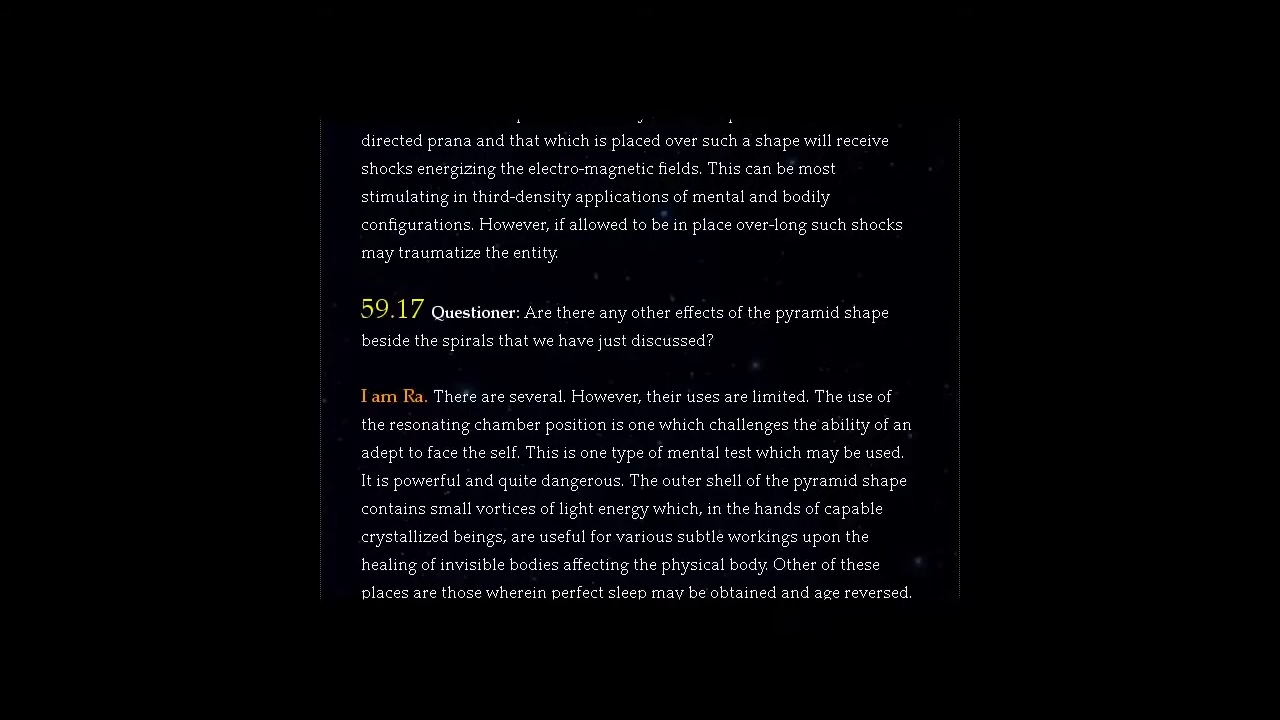 directed prana and that which is placed over such a shape will receive
shocks energizing the electro-magnetic fields. This can be most
stimulating in third-density applications of mental and bodily
configurations. However, if allowed to be in place over-long such shocks
may traumatize the entity.
59.17 Questioner: Are there any other effects of the pyramid shape
beside the spirals that we have just discussed?
I am Ra. There are several. However, their uses are limited. The use of
the resonating chamber position is one which challenges the ability of an
adept to face the self. This is one type of mental test which may be used.
It is powerful and quite dangerous. The outer shell of the pyramid shape
contains small vortices of light energy which, in the hands of capable
crystallized beings, are useful for various subtle workings upon the
healing of invisible bodies affecting the physical body. Other of these
places are those wherein perfect sleep may be obtained and age reversed.